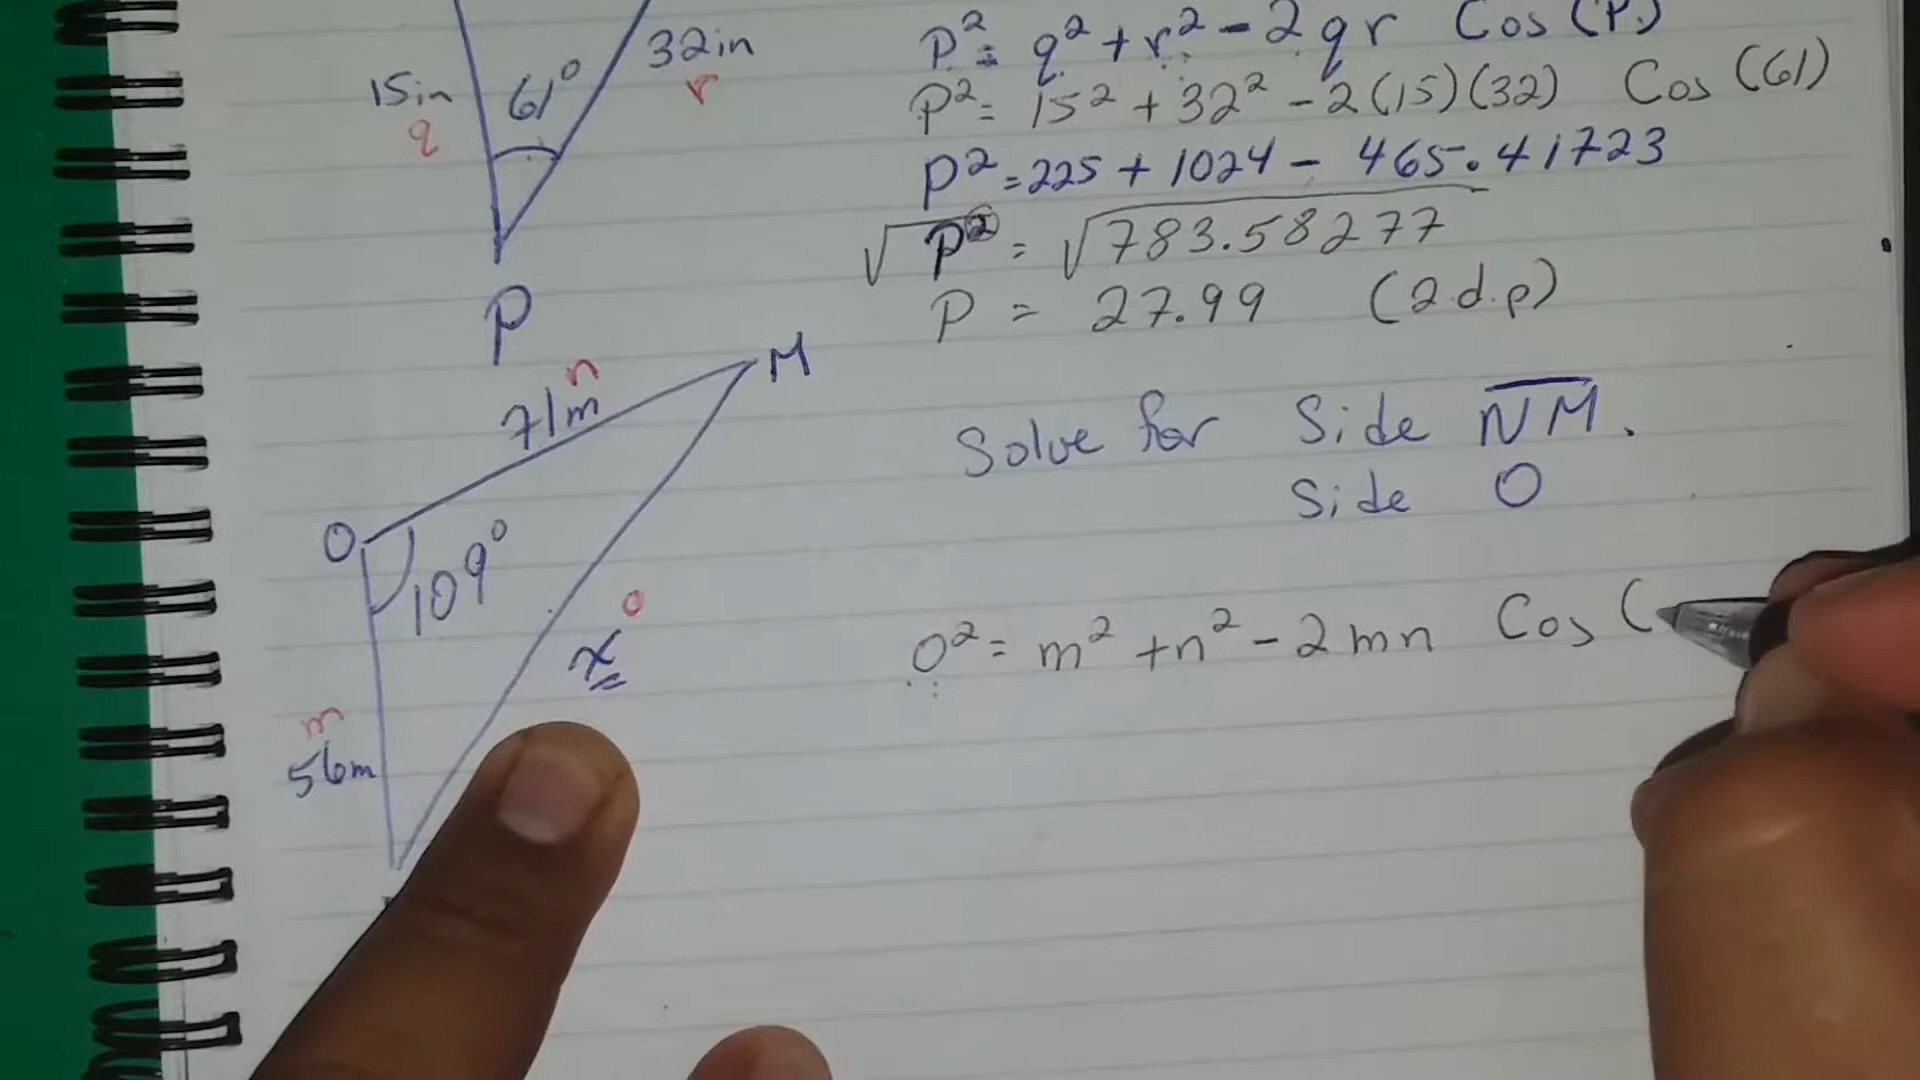 15in
q
61°
32in
r
P
P² = q² + r² - 2qr Cos (P)
P² = 15² + 32² - 2(15)(32) Cos (61)
P² = 225 + 1024 - 465.41723
√P² = √783.58277
P = 27.99 (2.d.p)
n
71m
M
O
109°
o
x
m
56m
Solve for Side N̅M̅.
Side O
o² = m² + n² - 2mn Cos (